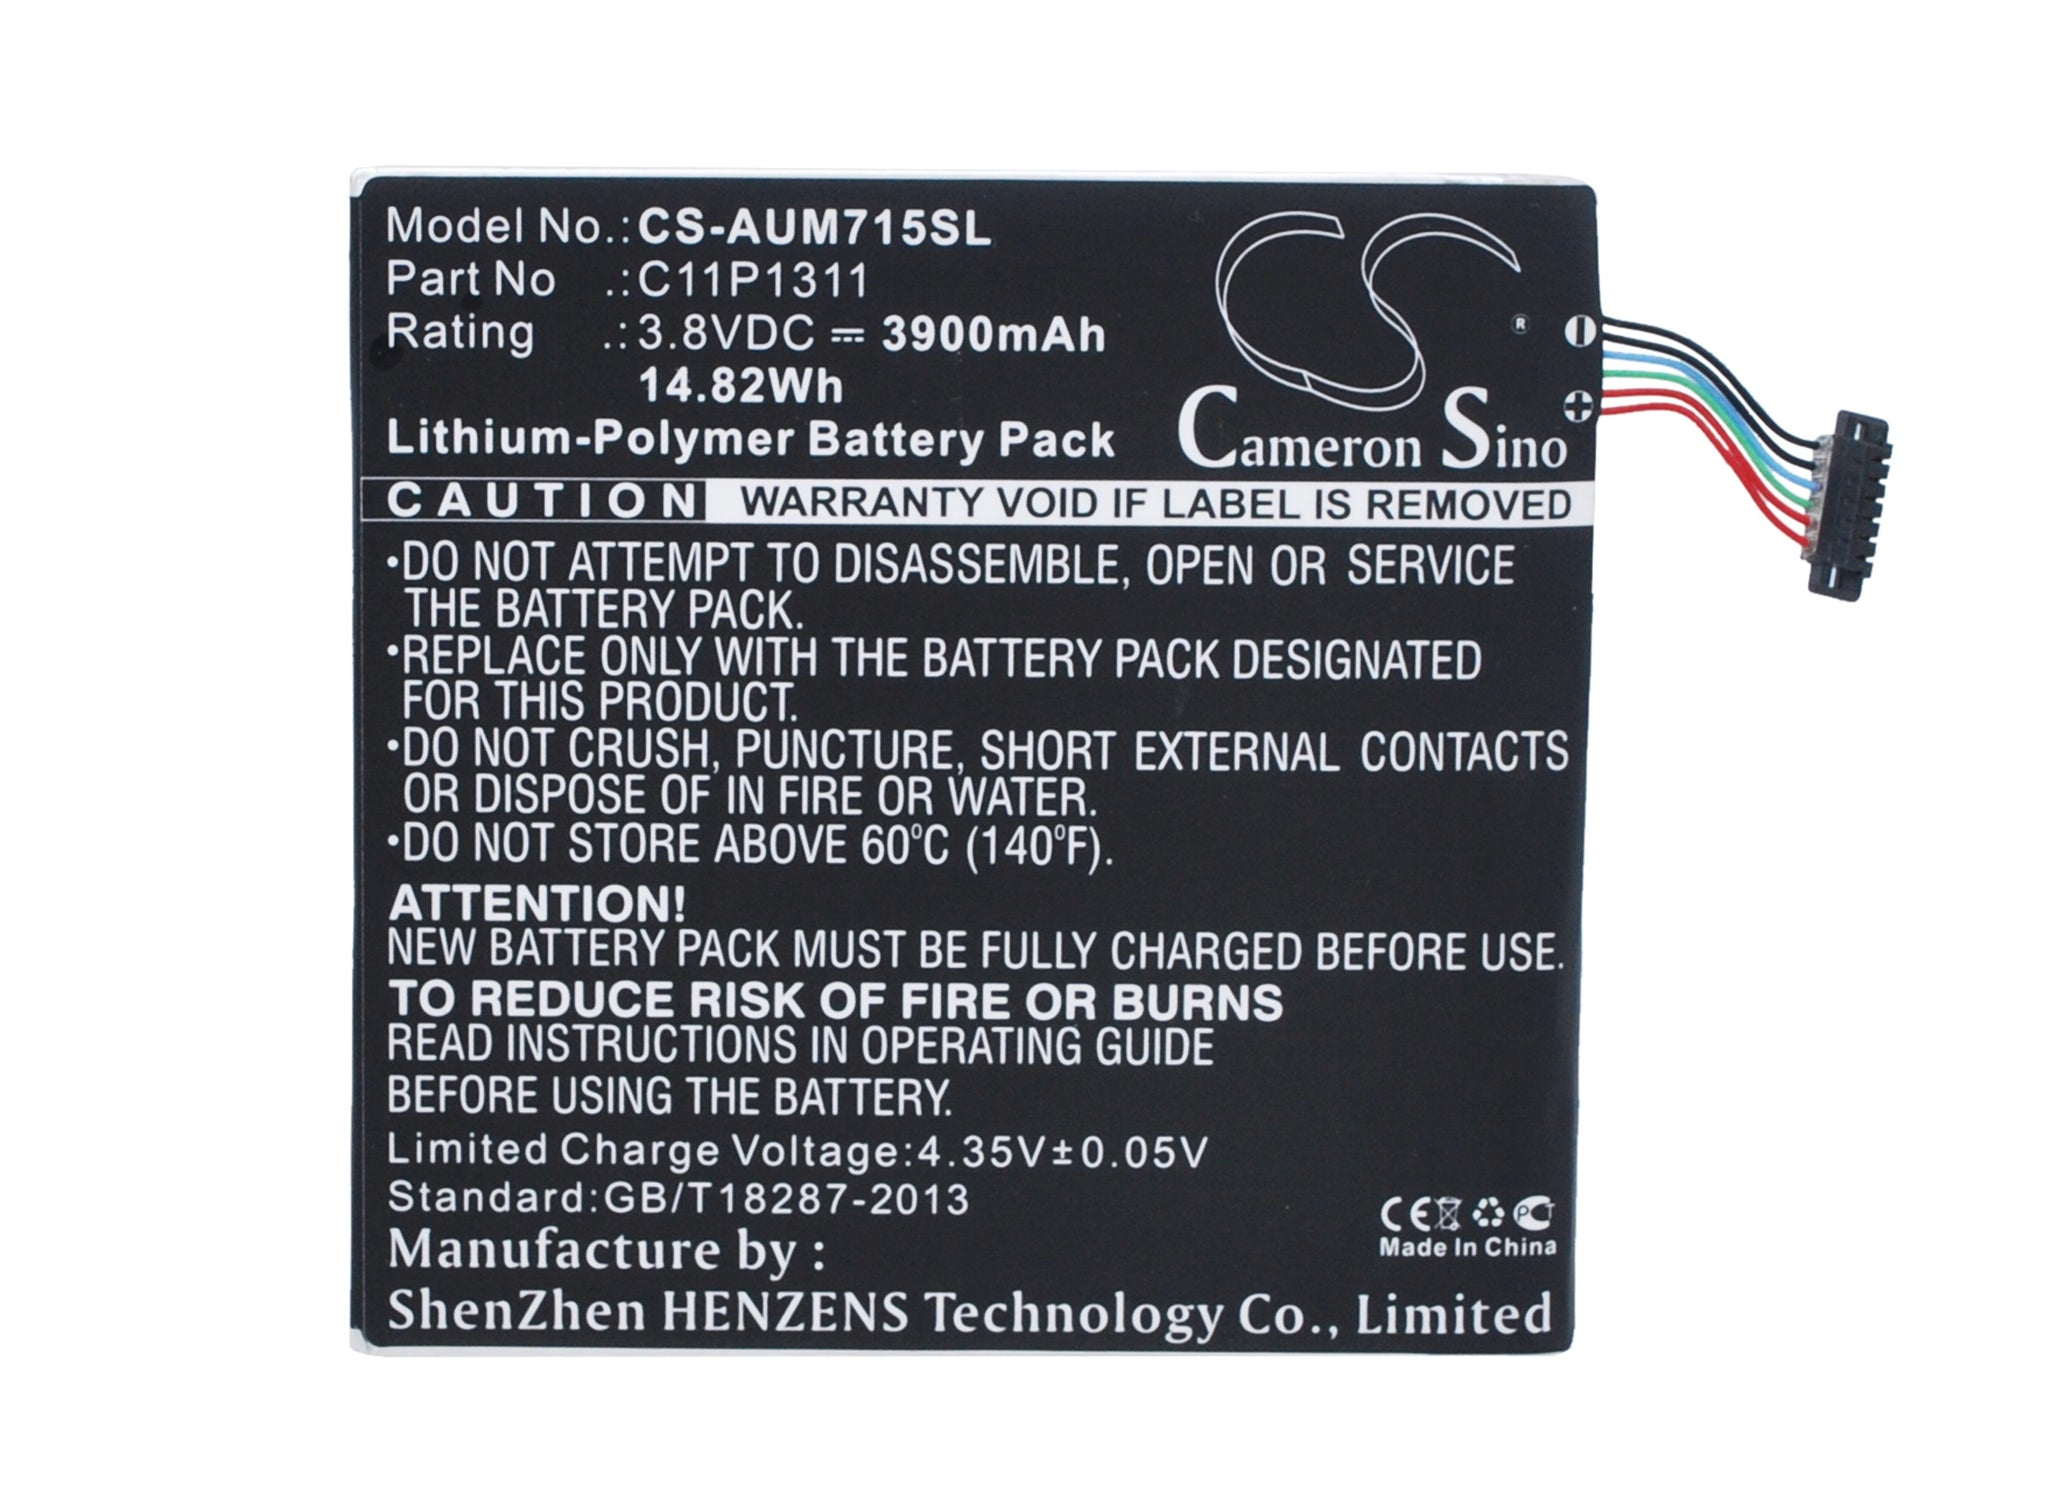 Model No.: CS-AUM715SL
Part No .: C11P1311
Rating .: 3.8VDC ⎓ 3900mAh
14.82Wh
Lithium-Polymer Battery Pack
CS
®
Cameron Sino
CAUTION WARRANTY VOID IF LABEL IS REMOVED
•DO NOT ATTEMPT TO DISASSEMBLE, OPEN OR SERVICE
THE BATTERY PACK.
•REPLACE ONLY WITH THE BATTERY PACK DESIGNATED
FOR THIS PRODUCT.
•DO NOT CRUSH, PUNCTURE, SHORT EXTERNAL CONTACTS
OR DISPOSE OF IN FIRE OR WATER.
•DO NOT STORE ABOVE 60°C (140°F).
ATTENTION!
NEW BATTERY PACK MUST BE FULLY CHARGED BEFORE USE.
TO REDUCE RISK OF FIRE OR BURNS
READ INSTRUCTIONS IN OPERATING GUIDE
BEFORE USING THE BATTERY.
Limited Charge Voltage:4.35V±0.05V
Standard:GB/T18287-2013
CE PCT
Made In China
Manufacture by :
ShenZhen HENZENS Technology Co., Limited